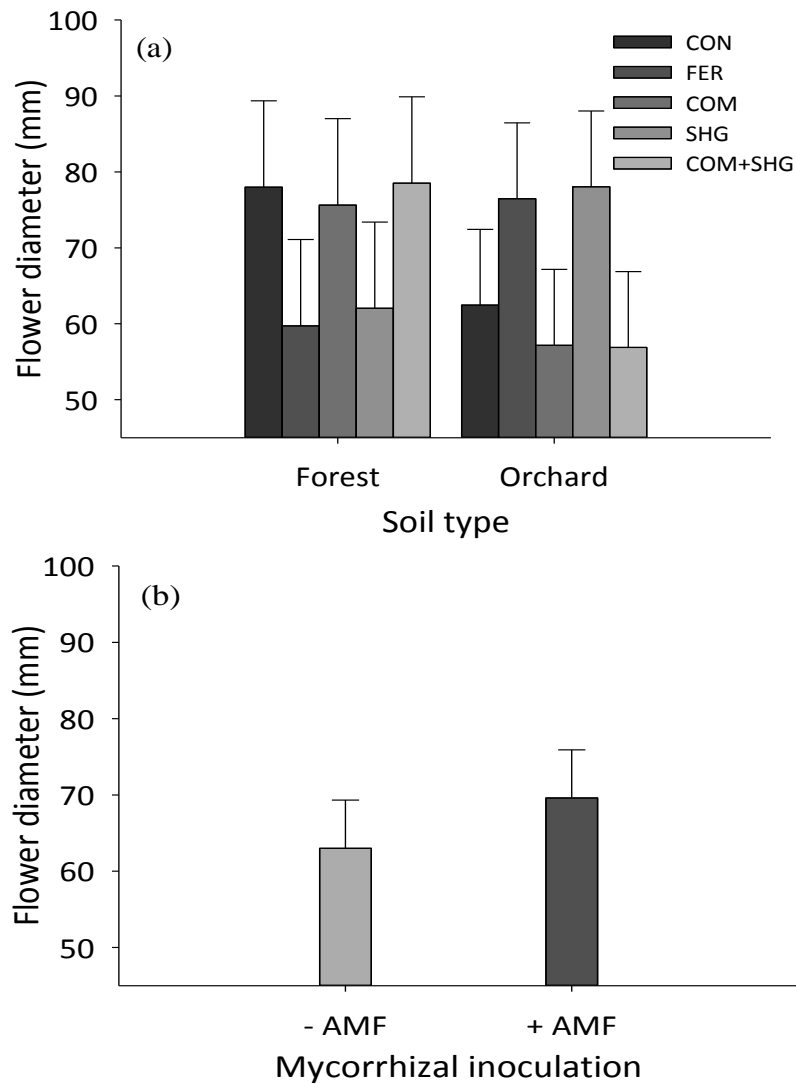 (a)
CON
FER
COM
SHG
COM+SHG
Flower diameter (mm)
100
90
80
70
60
50
Forest Orchard
Soil type
(b)
Flower diameter (mm)
100
90
80
70
60
50
- AMF + AMF
Mycorrhizal inoculation